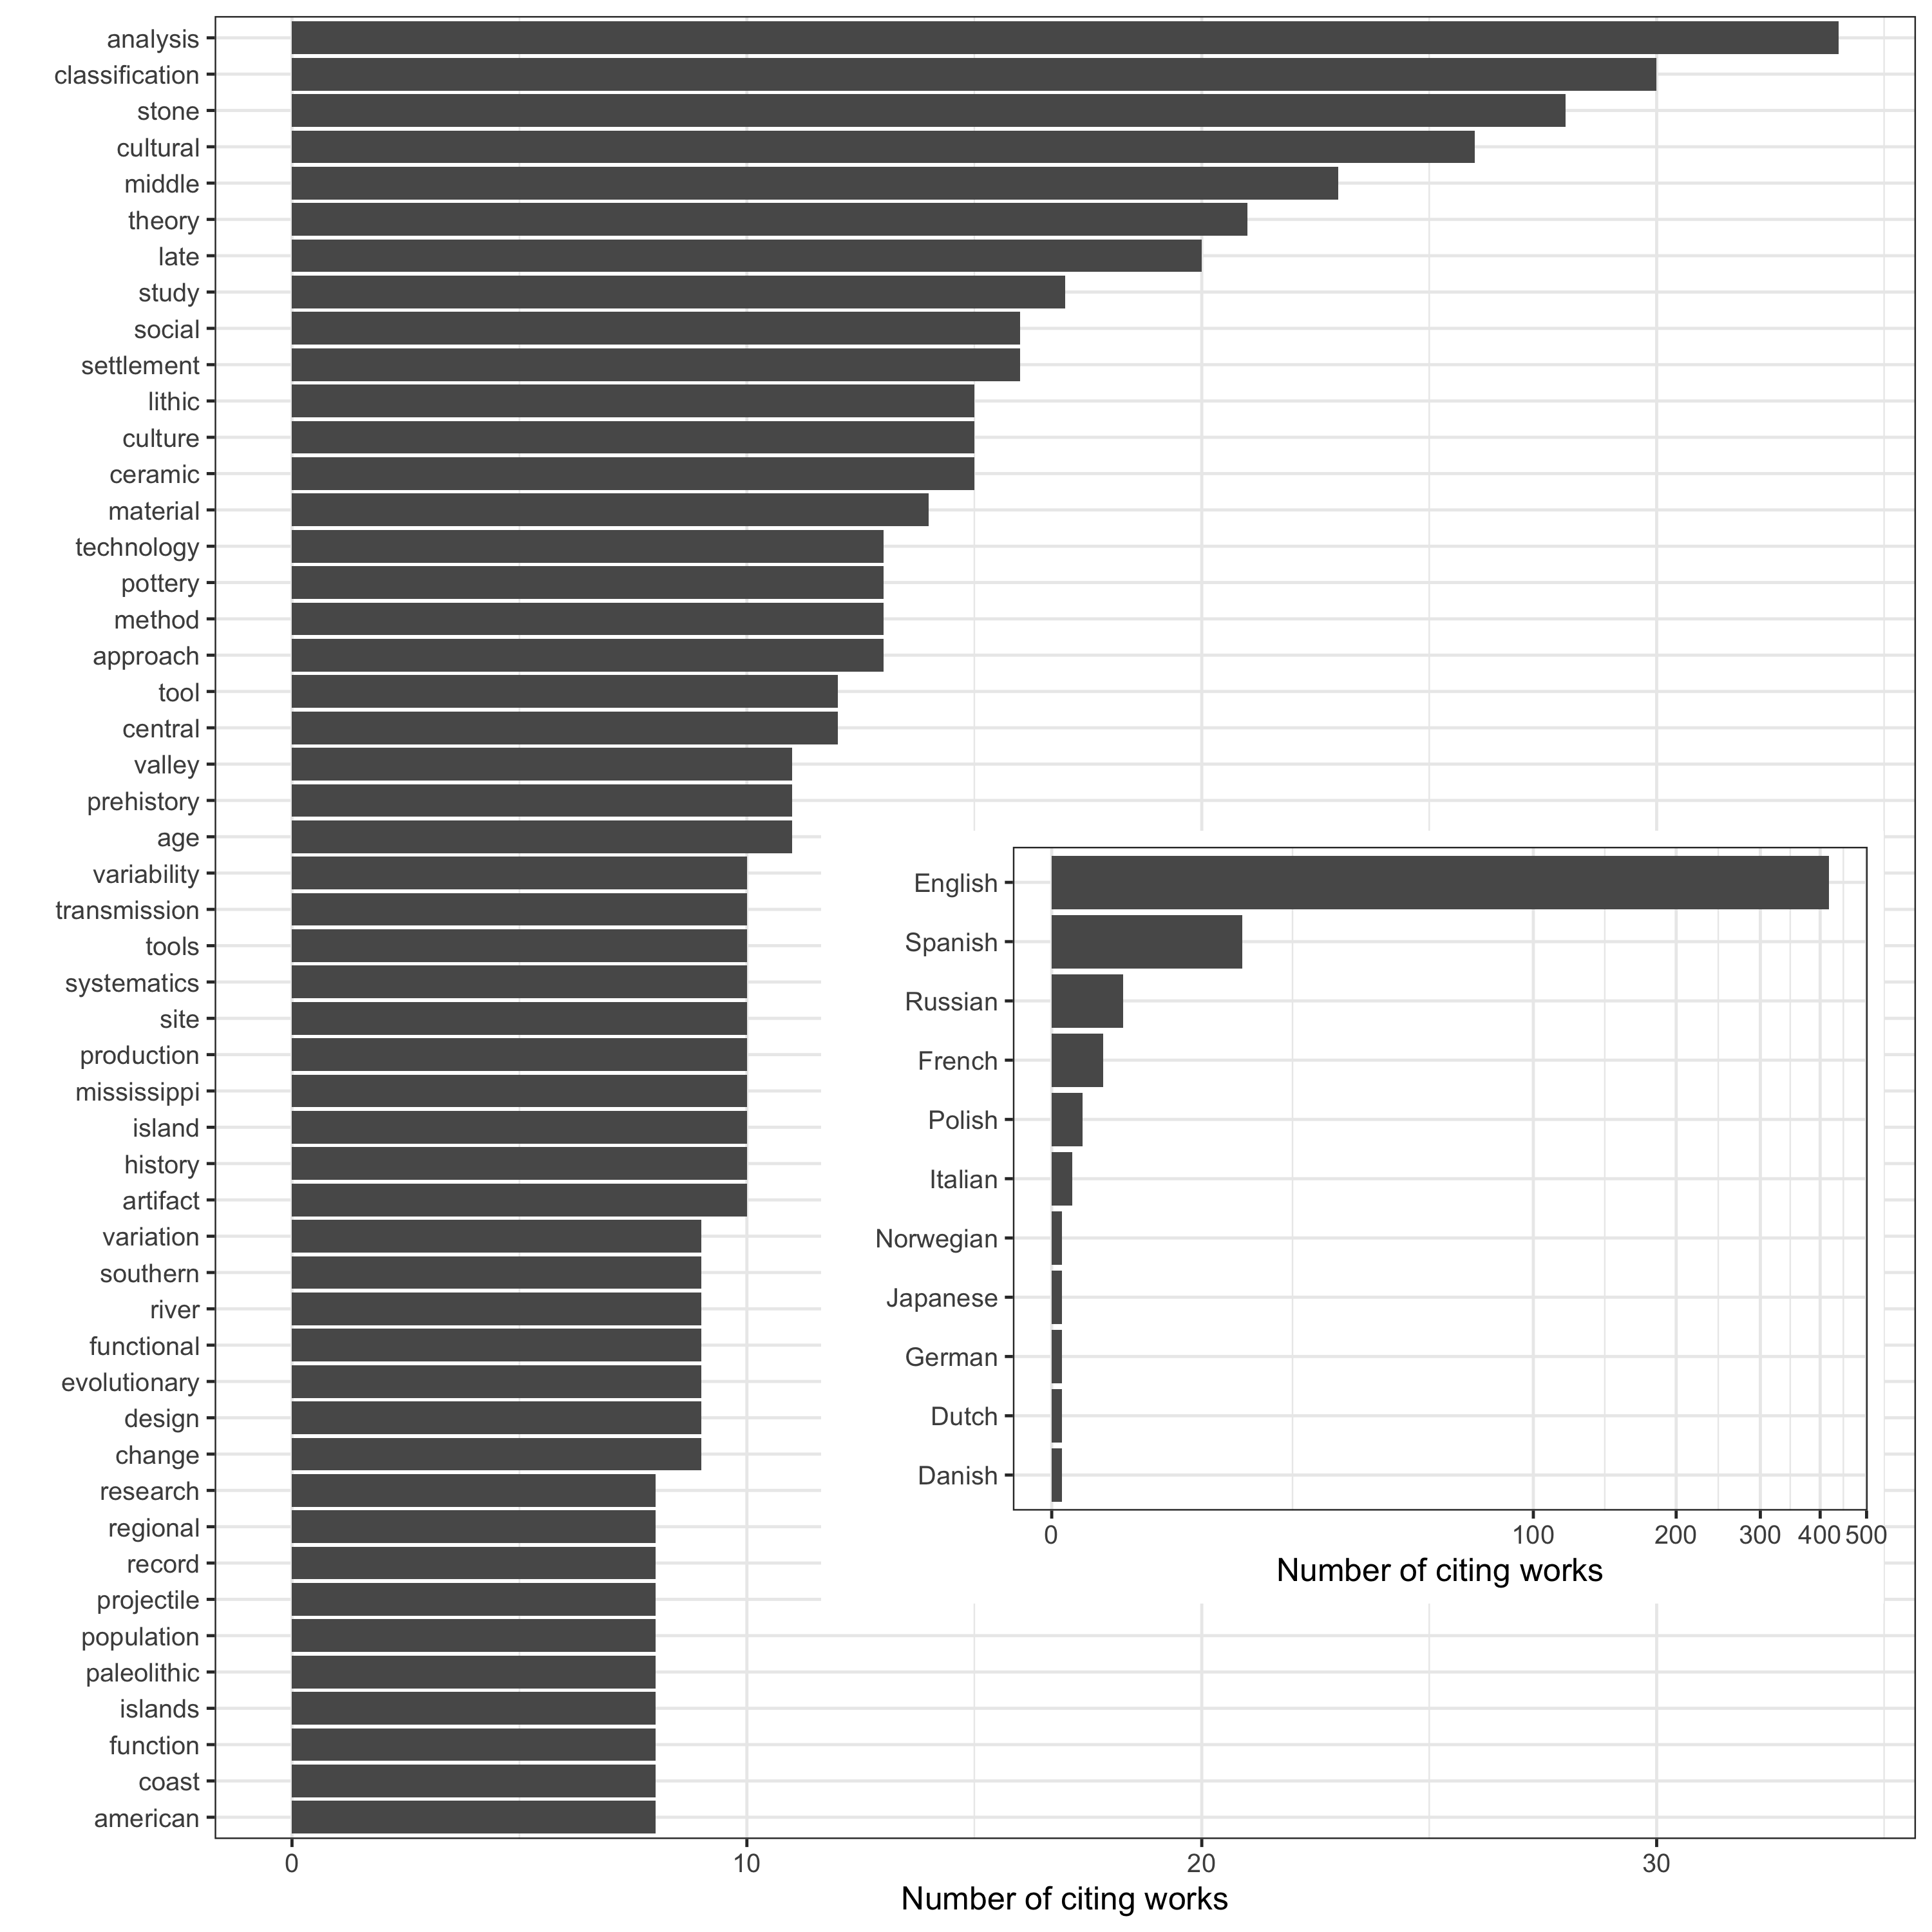 analysis
classification
stone
cultural
middle
theory
late
study
social
settlement
lithic
culture
ceramic
material
technology
pottery
method
approach
tool
central
valley
prehistory
age
variability
transmission
tools
systematics
site
production
mississippi
island
history
artifact
variation
southern
river
functional
evolutionary
design
change
research
regional
record
projectile
population
paleolithic
islands
function
coast
american
0 10 20 30
Number of citing works
English
Spanish
Russian
French
Polish
Italian
Norwegian
Japanese
German
Dutch
Danish
0 100 200 300 400 500
Number of citing works